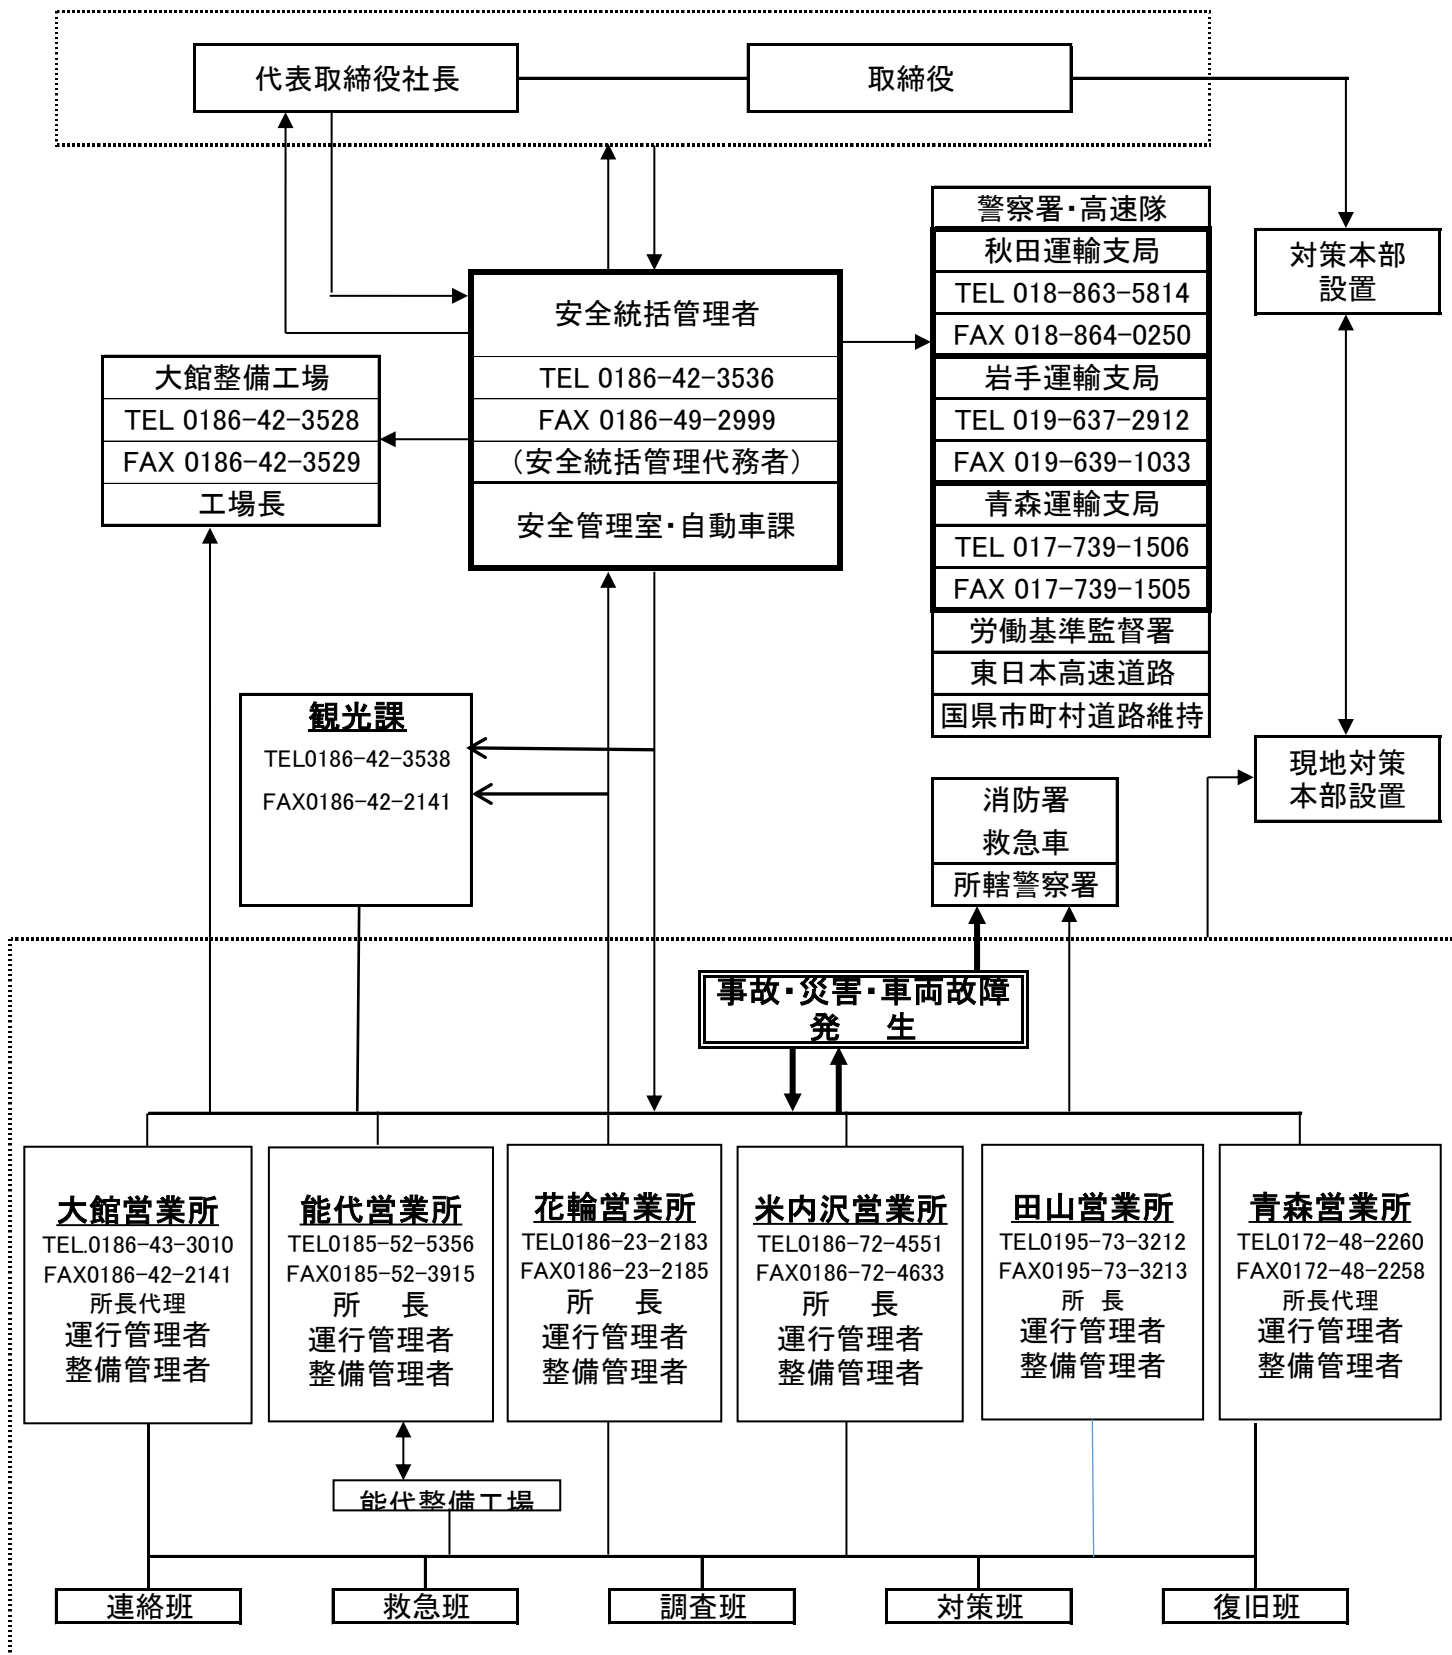 代表取締役社長
取締役
警察署・高速隊
秋田運輸支局
TEL 018-863-5814
FAX 018-864-0250
岩手運輸支局
TEL 019-637-2912
FAX 019-639-1033
青森運輸支局
TEL 017-739-1506
FAX 017-739-1505
労働基準監督署
東日本高速道路
国県市町村道路維持
対策本部
設置
安全統括管理者
TEL 0186-42-3536
FAX 0186-49-2999
（安全統括管理代務者）
安全管理室・自動車課
大館整備工場
TEL 0186-42-3528
FAX 0186-42-3529
工場長
観光課
TEL0186-42-3538
FAX0186-42-2141
現地対策
本部設置
消防署
救急車
所轄警察署
事故・災害・車両故障
発　生
大館営業所
TEL.0186-43-3010
FAX0186-42-2141
所長代理
運行管理者
整備管理者
能代営業所
TEL0185-52-5356
FAX0185-52-3915
所　長
運行管理者
整備管理者
花輪営業所
TEL0186-23-2183
FAX0186-23-2185
所　長
運行管理者
整備管理者
米内沢営業所
TEL0186-72-4551
FAX0186-72-4633
所　長
運行管理者
整備管理者
田山営業所
TEL0195-73-3212
FAX0195-73-3213
所 長
運行管理者
整備管理者
青森営業所
TEL0172-48-2260
FAX0172-48-2258
所長代理
運行管理者
整備管理者
能代整備工場
連絡班
救急班
調査班
対策班
復旧班